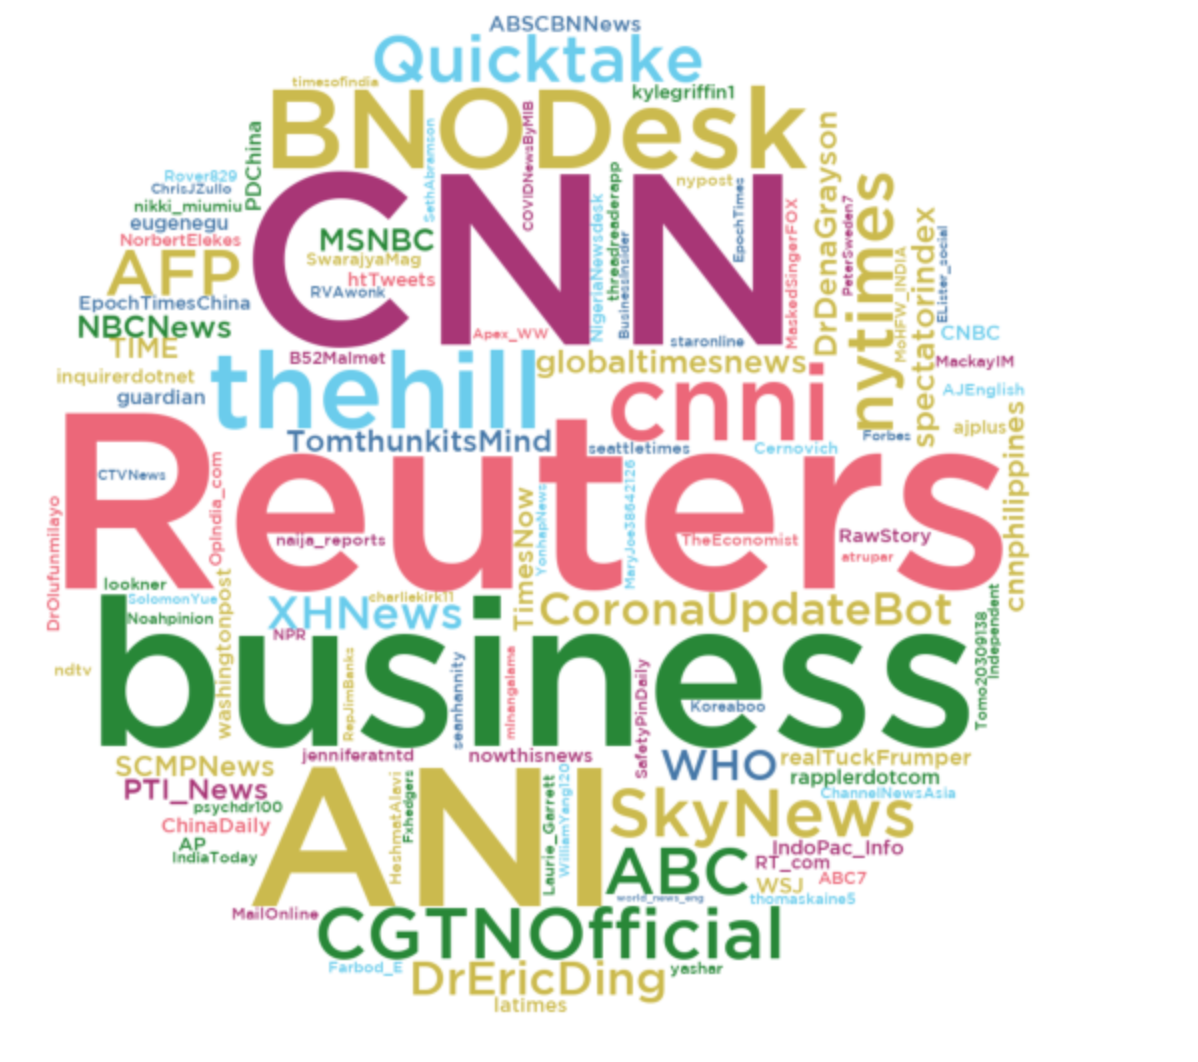 ABSCBNNews
Quicktake
timesofindia
kylegriffin1
BNODesk
PDChina
SethAbramson
COVIDNewsByMIB
DrDenaGrayson
Rover829
ChrisJZullo
nikki_miumiu
eugenegu
NorbertElekes
AFP
EpochTimesChina
NBCNews
TIME
inquirerdotnet
guardian
CNN
MSNBC
SwarajyaMag
htTweets
RVAwonk
Apex_WW
B52Malmet
NigeriaNewsdesk
threadreaderapp
BusinessInsider
nypost
EpochTimes
staronline
MaskedSingerFOX
PeterSweden7
nytimes
MoHFW_INDIA
spectatorindex
ELister_social
CNBC
MackayIM
AJEnglish
ajplus
Forbes
thehill
globaltimesnews
cnni
TomthunkitsMind
seattletimes
Cernovich
cnnphilippines
Reuters
CTVNews
OpIndia_com
DrOlufunmilayo
naija_reports
TimesNow
YonhapNews
MaryJoe38642126
TheEconomist
RawStory
atrupar
lookner
SolomonYue
Noahpinion
washingtonpost
charliekirk11
XHNews
NPR
CoronaUpdateBot
Independent
Tomo20309138
business
ndtv
RepJimBanks
seanhannity
minangalama
SafetyPinDaily
Koreaboo
jenniferatntd
nowthisnews
WHO
realTuckFrumper
rapplerdotcom
ChannelNewsAsia
SCMPNews
PTI_News
psychdr100
ChinaDaily
AP
IndiaToday
ANI
HeshmatAlavi
Fxhedgers
Laurie_Garrett
WilliamYang120
SkyNews
ABC
IndoPac_Info
RT_com
WSJ
ABC7
thomaskaine5
world_news_eng
MailOnline
CGTNOfficial
Farbod_E
DrEricDing
yashar
latimes